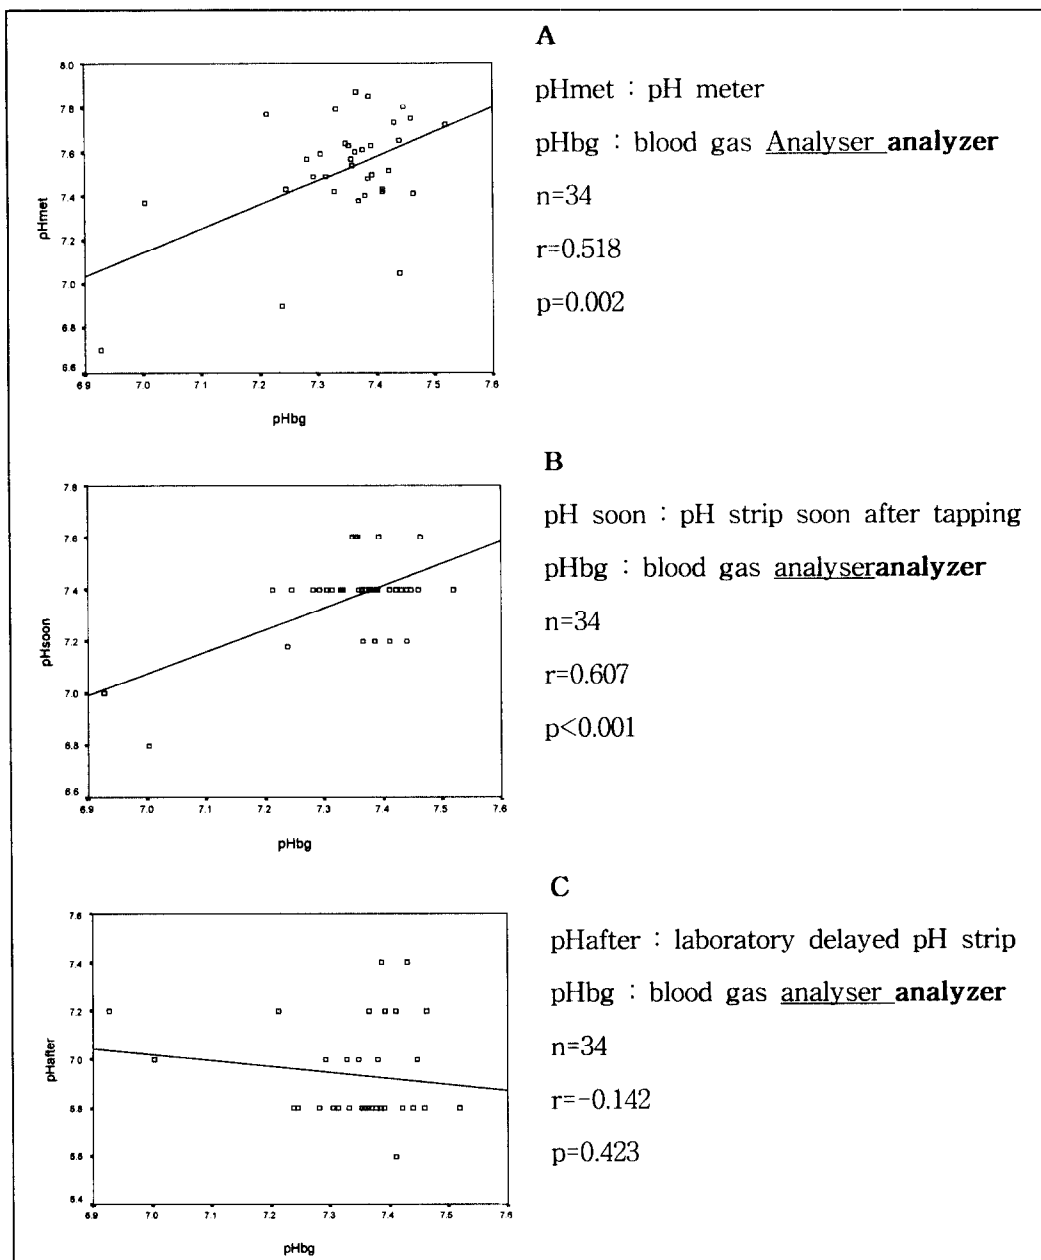 A
pHmet : pH meter
pHbg : blood gas Analyser analyzer
n=34
r=0.518
p=0.002
8.0
7.8
7.6
7.4
7.2
7.0
6.8
6.6
pHmet
6.9 7.0 7.1 7.2 7.3 7.4 7.5 7.6
pHbg
B
pH soon : pH strip soon after tapping
pHbg : blood gas analyseranalyzer
n=34
r=0.607
p<0.001
7.8
7.6
7.4
7.2
7.0
6.8
6.6
pHsoon
6.9 7.0 7.1 7.2 7.3 7.4 7.5 7.6
pHbg
C
pHafter : laboratory delayed pH strip
pHbg : blood gas analyser analyzer
n=34
r=-0.142
p=0.423
7.6
7.4
7.2
7.0
6.8
6.6
6.4
pHafter
6.9 7.0 7.1 7.2 7.3 7.4 7.5 7.6
pHbg